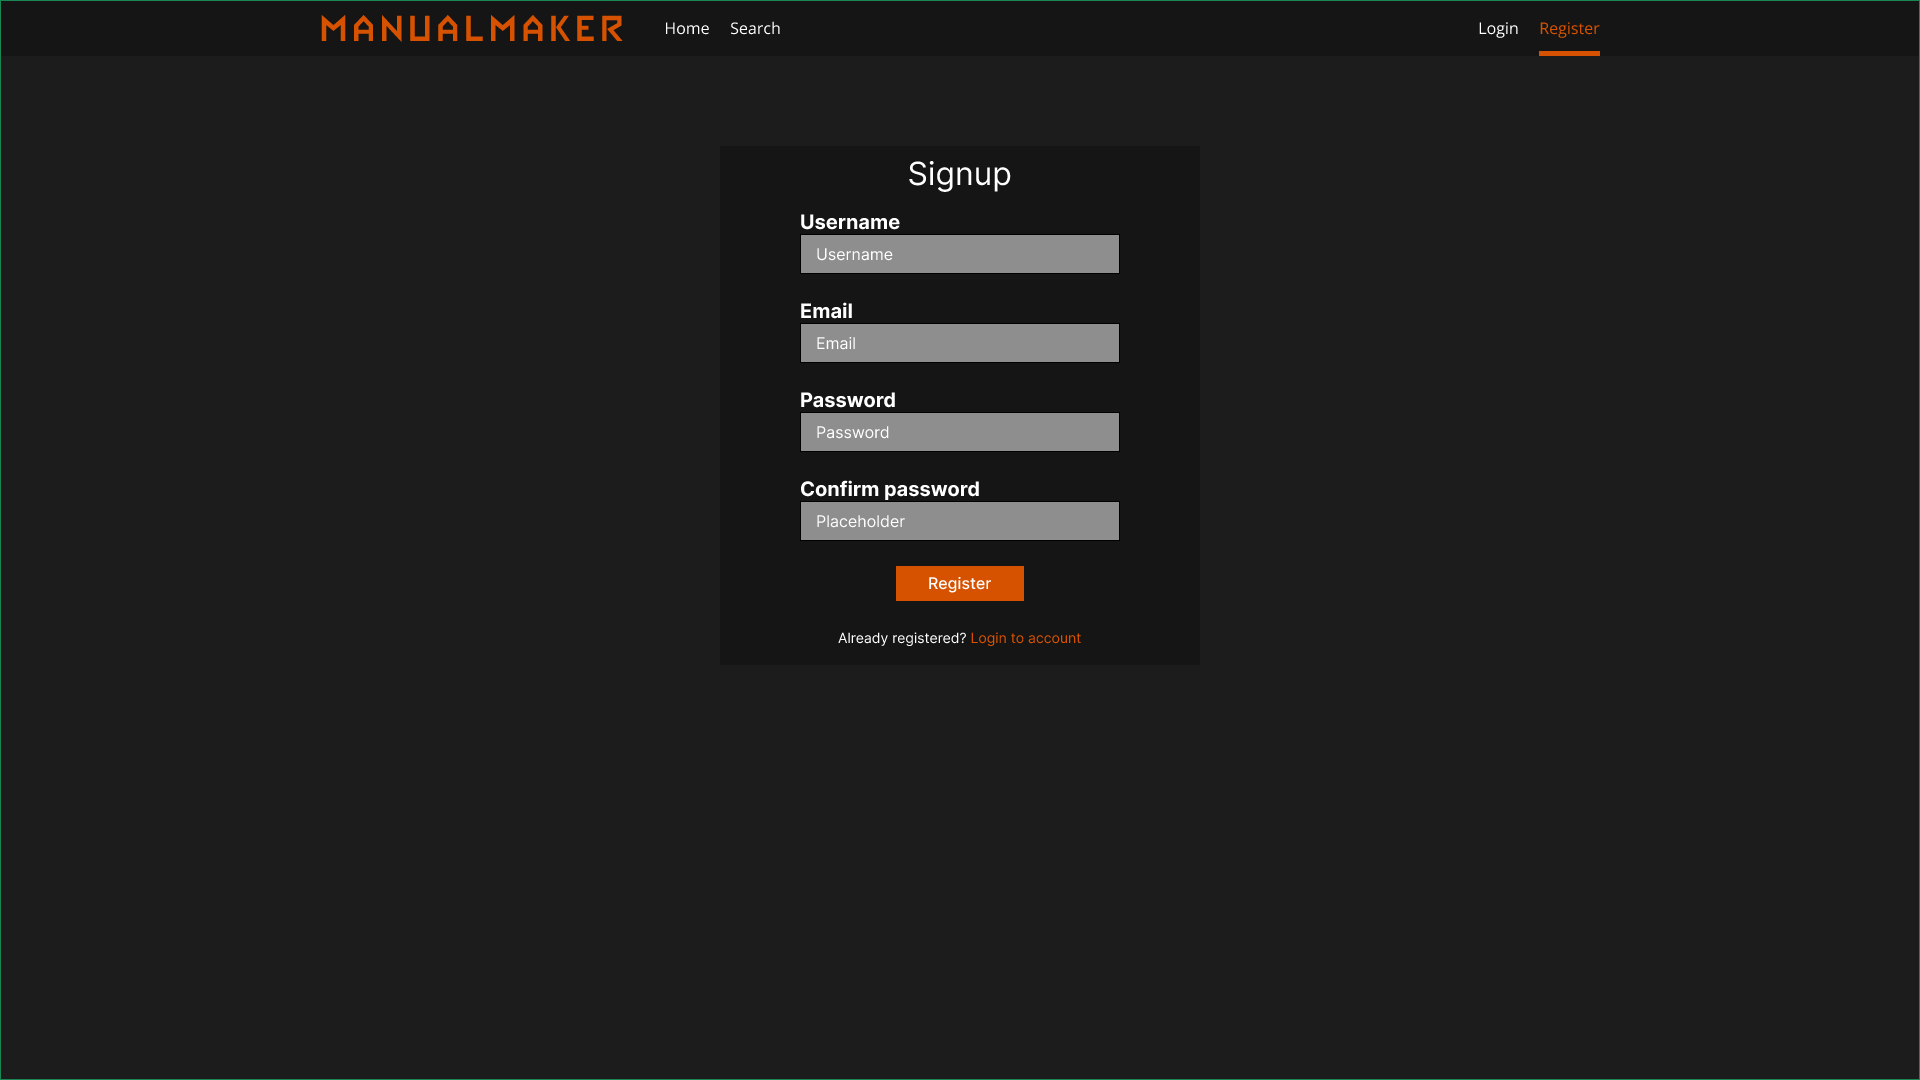 MANUALMAKER Home Search Login Register
Signup
Username
Username
Email
Email
Password
Password
Confirm password
Placeholder
Register
Already registered? Login to account